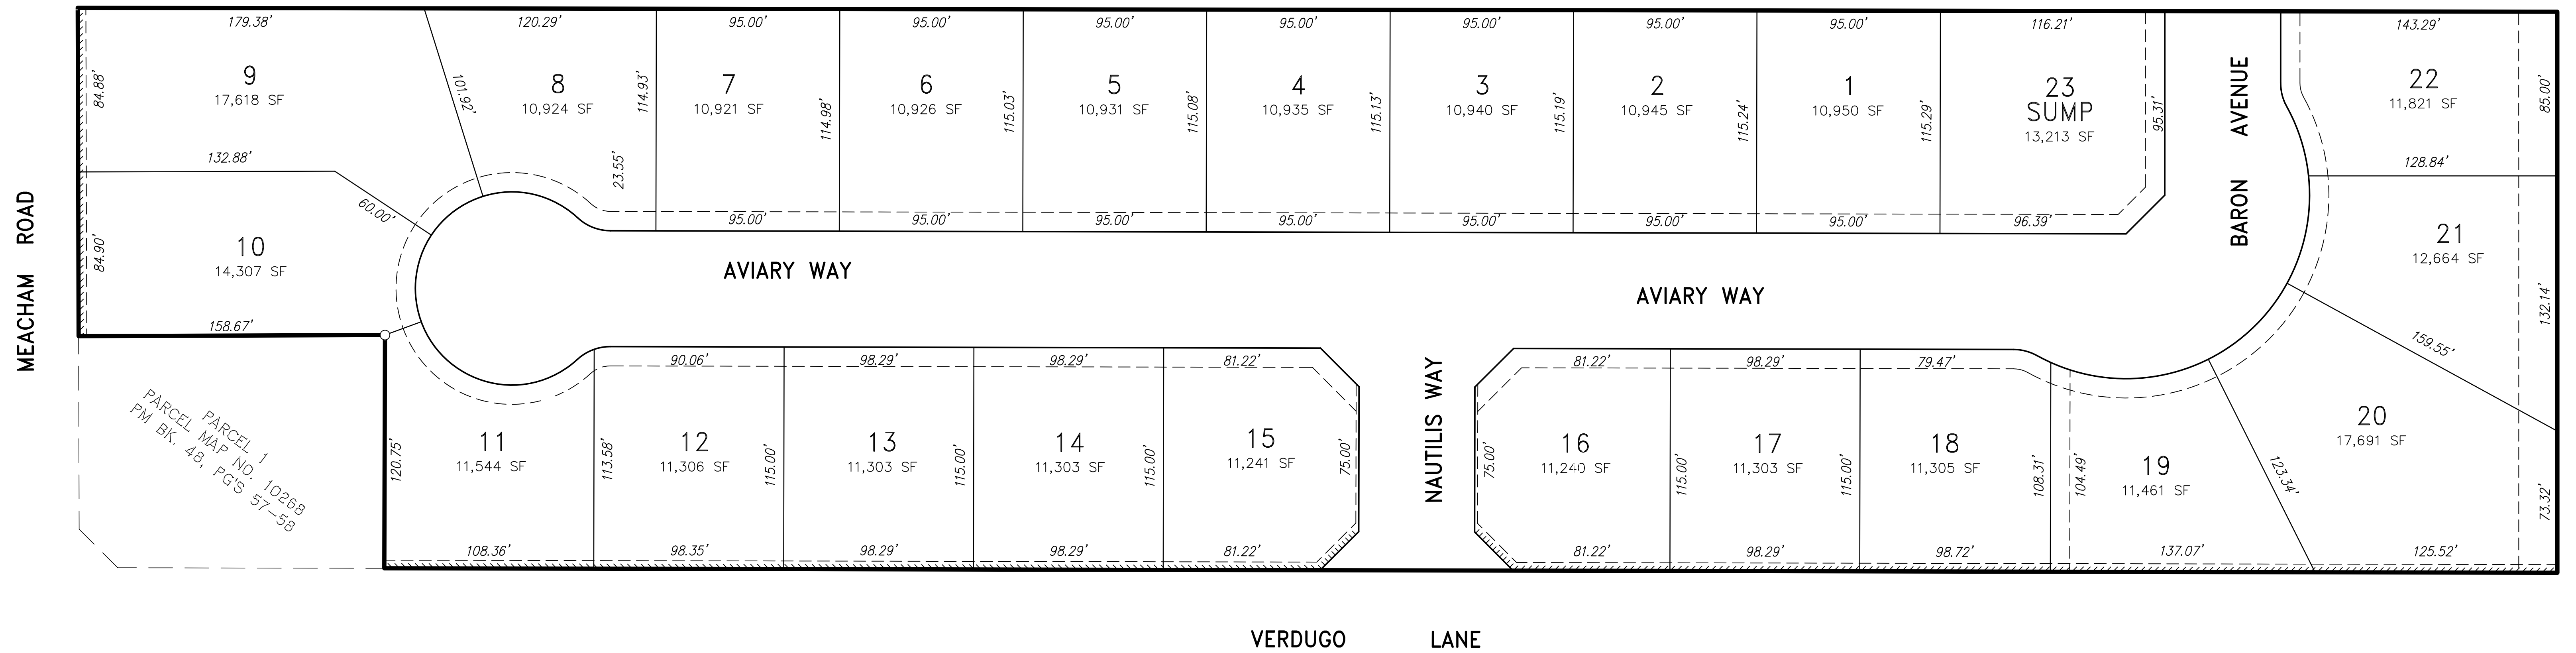 179.38'
120.29'
95.00'
95.00'
95.00'
95.00'
95.00'
95.00'
95.00'
116.21'
143.29'
84.88'
9
17,618 SF
101.92'
8
10,924 SF
114.93'
7
10,921 SF
114.98'
6
10,926 SF
115.03'
5
10,931 SF
115.08'
4
10,935 SF
115.13'
3
10,940 SF
115.19'
2
10,945 SF
115.24'
1
10,950 SF
115.29'
23
SUMP
13,213 SF
95.31'
BARON AVENUE
22
11,821 SF
85.00'
132.88'
23.55'
128.84'
60.00'
95.00'
95.00'
95.00'
95.00'
95.00'
95.00'
95.00'
96.39'
MEACHAM ROAD
84.90'
10
14,307 SF
158.67'
AVIARY WAY
AVIARY WAY
21
12,664 SF
132.14'
159.55'
90.06'
98.29'
98.29'
81.22'
81.22'
98.29'
79.47'
PARCEL 1
PARCEL MAP NO. 10268
PM BK. 48, PG'S 57-58
120.75'
11
11,544 SF
113.58'
12
11,306 SF
115.00'
13
11,303 SF
115.00'
14
11,303 SF
115.00'
15
11,241 SF
75.00'
NAUTILIS WAY
75.00'
16
11,240 SF
115.00'
17
11,303 SF
115.00'
18
11,305 SF
108.31'
104.49'
19
11,461 SF
123.34'
20
17,691 SF
73.32'
108.36'
98.35'
98.29'
98.29'
81.22'
81.22'
98.29'
98.72'
137.07'
125.52'
VERDUGO LANE